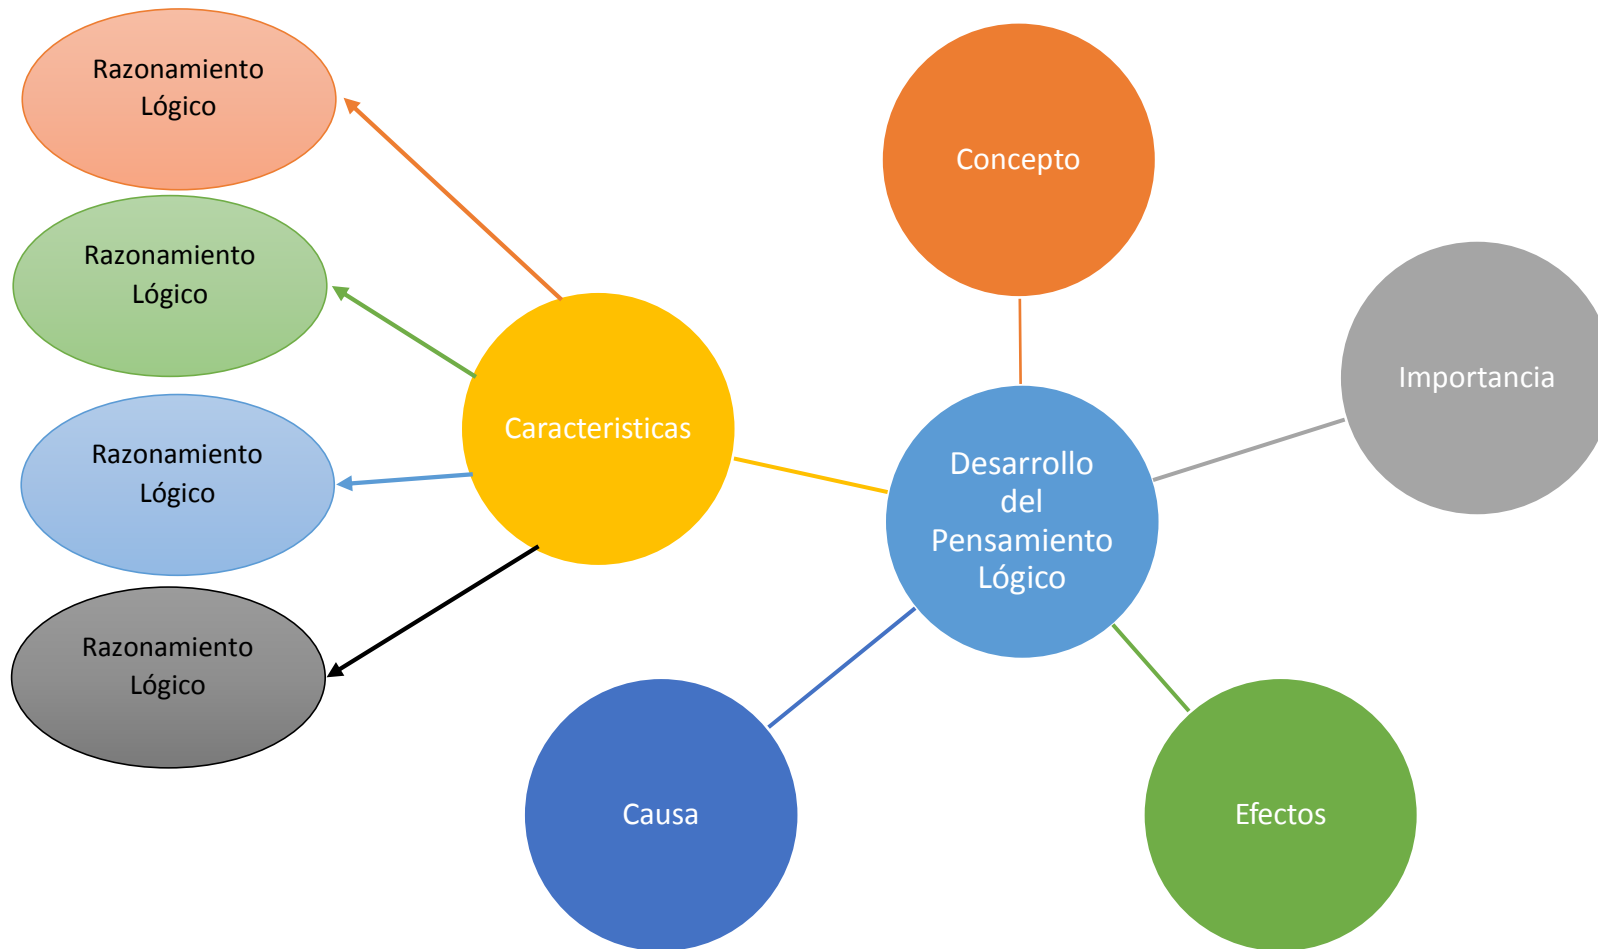 Razonamiento
Lógico
Razonamiento
Lógico
Razonamiento
Lógico
Razonamiento
Lógico
Caracteristicas
Concepto
Importancia
Desarrollo
del
Pensamiento
Lógico
Causa
Efectos